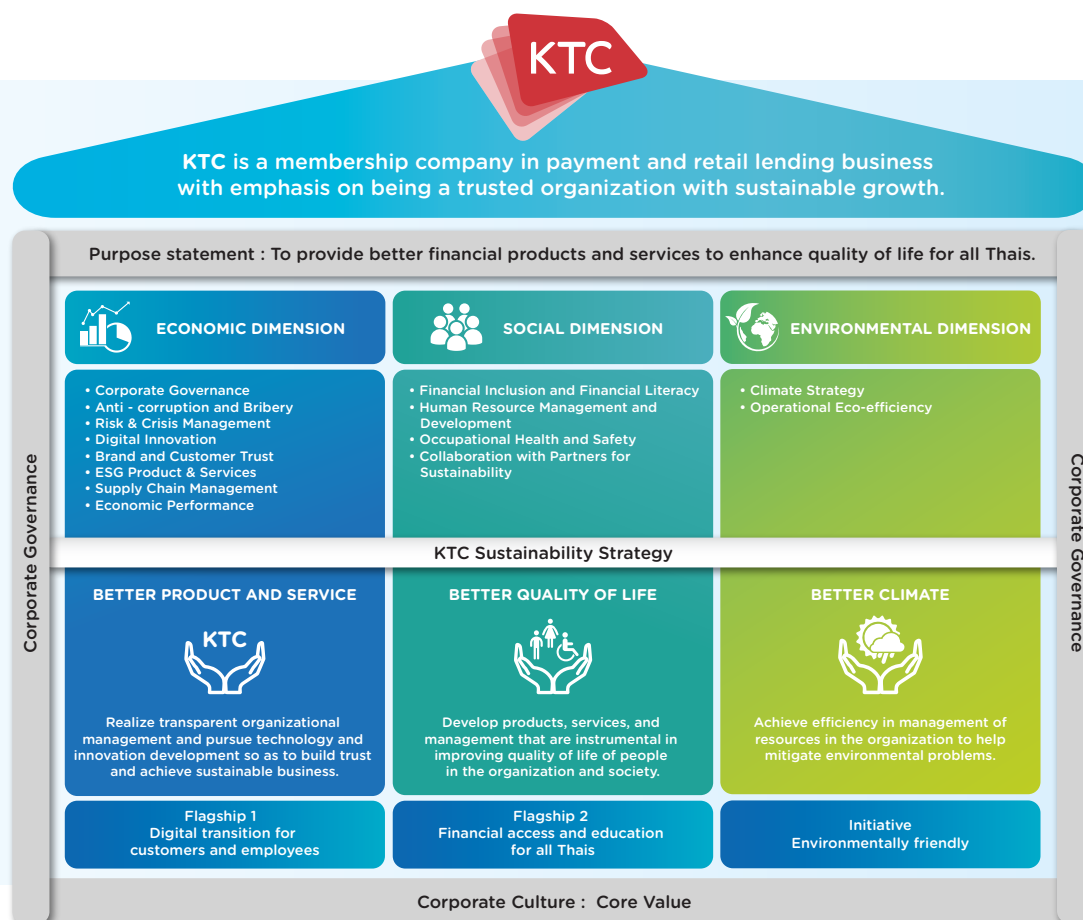 KTC
KTC is a membership company in payment and retail lending business
with emphasis on being a trusted organization with sustainable growth.
Purpose statement : To provide better financial products and services to enhance quality of life for all Thais.
Corporate Governance
ECONOMIC DIMENSION
• Corporate Governance
• Anti - corruption and Bribery
• Risk & Crisis Management
• Digital Innovation
• Brand and Customer Trust
• ESG Product & Services
• Supply Chain Management
• Economic Performance
SOCIAL DIMENSION
• Financial Inclusion and Financial Literacy
• Human Resource Management and
Development
• Occupational Health and Safety
• Collaboration with Partners for
Sustainability
ENVIRONMENTAL DIMENSION
• Climate Strategy
• Operational Eco-efficiency
Corporate Governance
KTC Sustainability Strategy
BETTER PRODUCT AND SERVICE
KTC
Realize transparent organizational
management and pursue technology and
innovation development so as to build trust
and achieve sustainable business.
BETTER QUALITY OF LIFE
Develop products, services, and
management that are instrumental in
improving quality of life of people
in the organization and society.
BETTER CLIMATE
Achieve efficiency in management of
resources in the organization to help
mitigate environmental problems.
Flagship 1
Digital transition for
customers and employees
Flagship 2
Financial access and education
for all Thais
Initiative
Environmentally friendly
Corporate Culture : Core Value